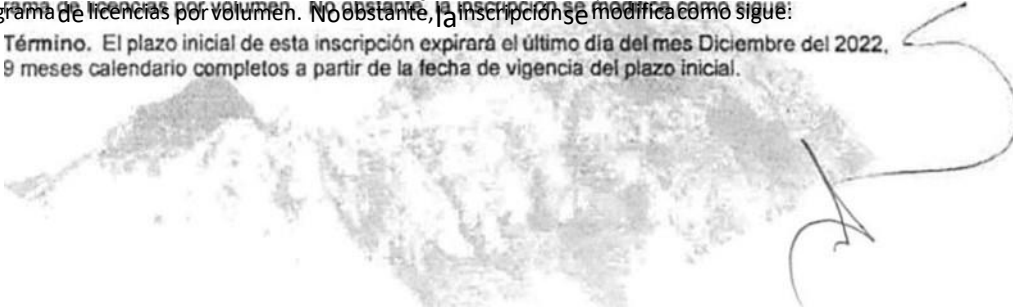 grama de licencias por volumen. No obstante, la inscripción se modifica como sigue:
Término. El plazo inicial de esta inscripción expirará el último día del mes Diciembre del 2022,
9 meses calendario completos a partir de la fecha de vigencia del plazo inicial.